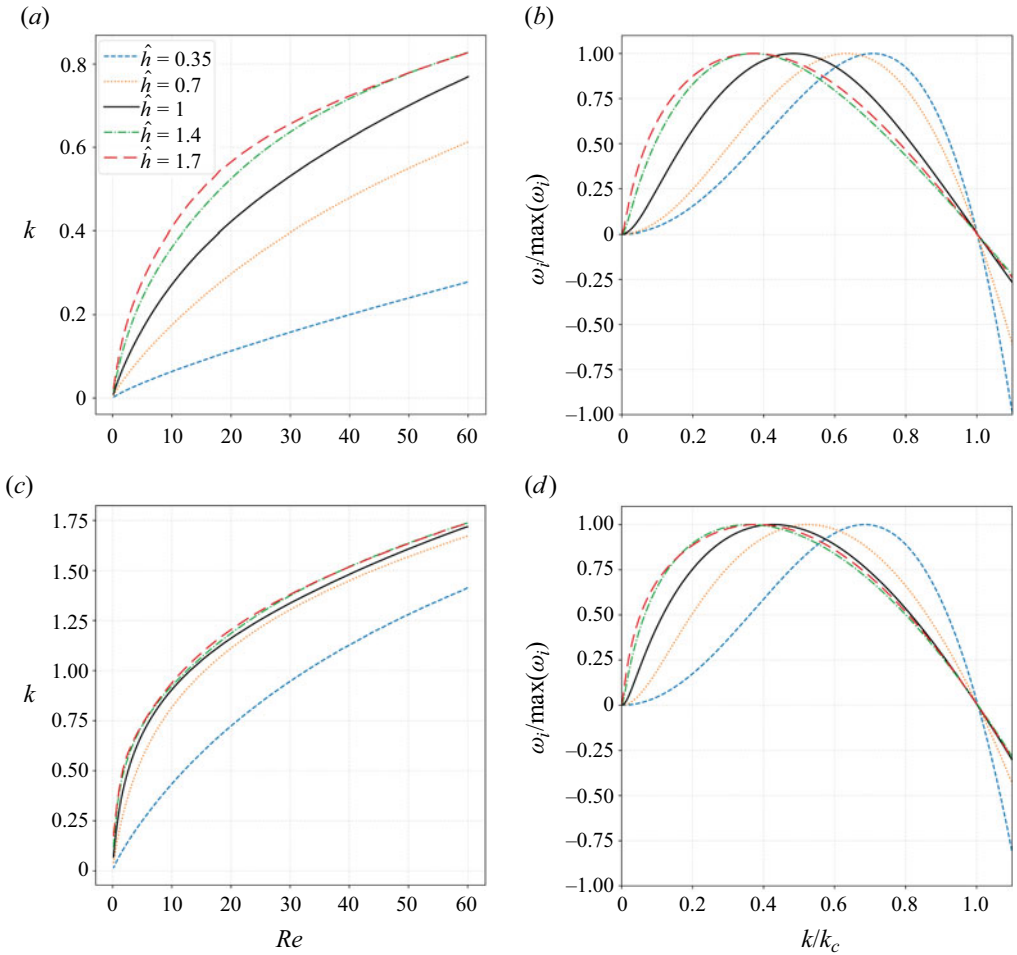 (a)
(b)
ĥ = 0.35
ĥ = 0.7
ĥ = 1
ĥ = 1.4
ĥ = 1.7
0.8
0.6
0.4
0.2
0
k
0 10 20 30 40 50 60
1.00
0.75
0.50
0.25
0
–0.25
–0.50
–0.75
–1.00
ω_i/max(ω_i)
0 0.2 0.4 0.6 0.8 1.0
(c)
(d)
1.75
1.50
1.25
1.00
0.75
0.50
0.25
0
k
0 10 20 30 40 50 60
Re
1.00
0.75
0.50
0.25
0
–0.25
–0.50
–0.75
–1.00
ω_i/max(ω_i)
0 0.2 0.4 0.6 0.8 1.0
k/k_c